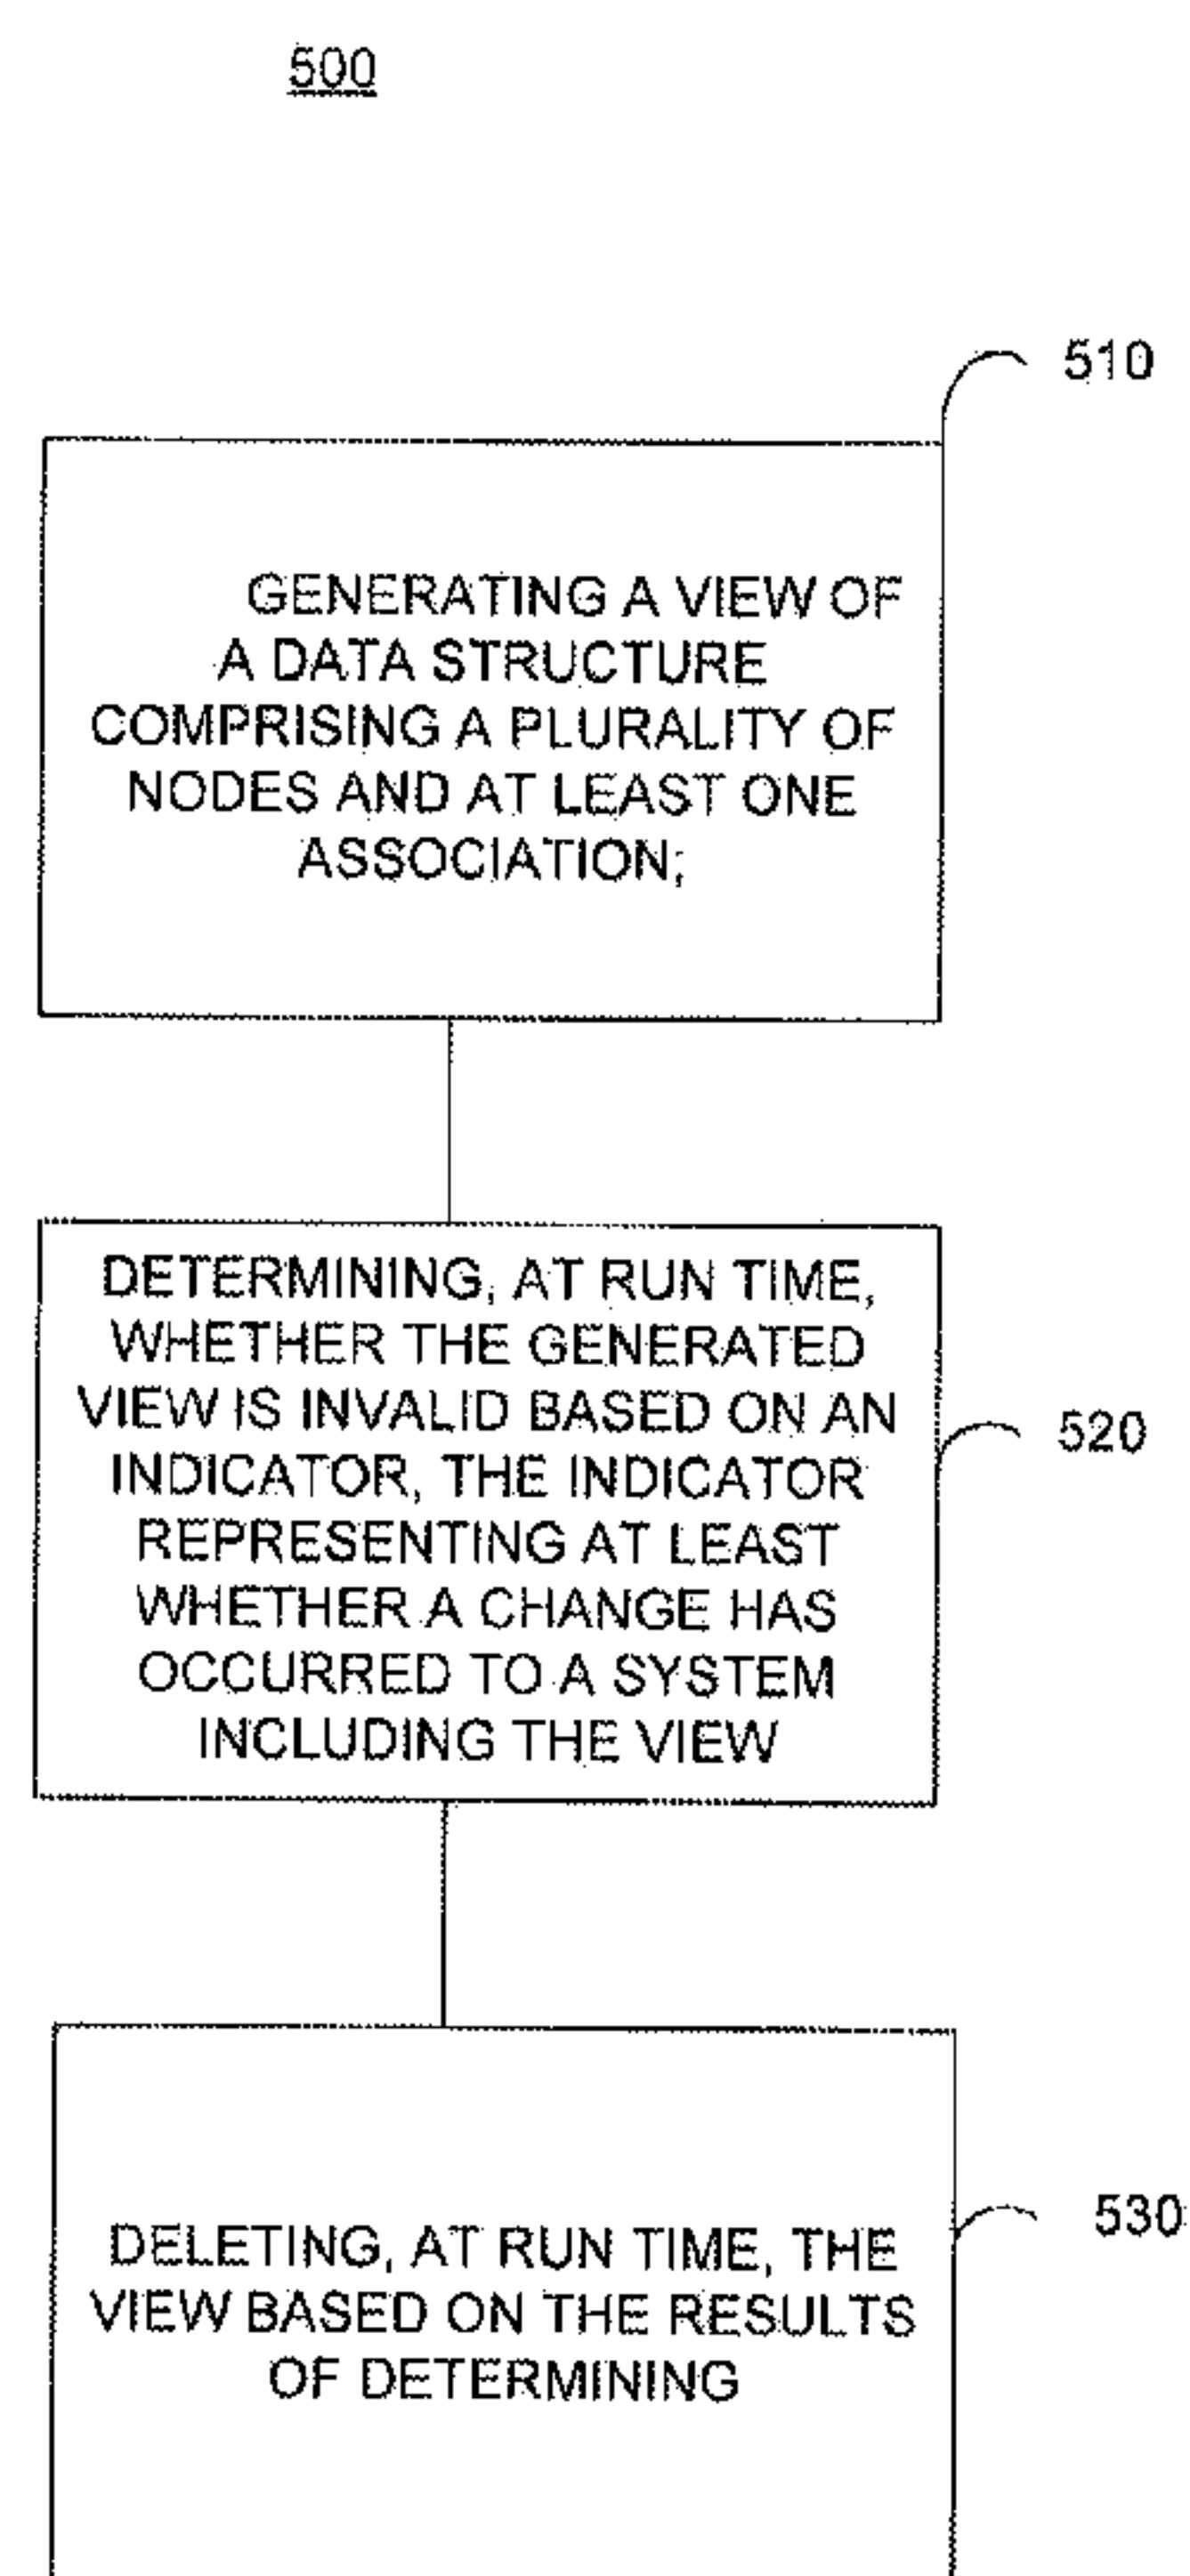 500
510
GENERATING A VIEW OF
A DATA STRUCTURE
COMPRISING A PLURALITY OF
NODES AND AT LEAST ONE
ASSOCIATION;
DETERMINING, AT RUN TIME,
WHETHER THE GENERATED
VIEW IS INVALID BASED ON AN
INDICATOR, THE INDICATOR
REPRESENTING AT LEAST
WHETHER A CHANGE HAS
OCCURRED TO A SYSTEM
INCLUDING THE VIEW
520
DELETING, AT RUN TIME, THE
VIEW BASED ON THE RESULTS
OF DETERMINING
530